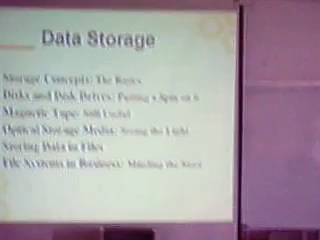 Data Storage
Storage Concepts: The Basics
Disks and Disk Drives: Putting a Spin on it
Magnetic Tape: Still Useful
Optical Storage Media: Seeing the Light
Storing Data in Files
File Systems in Business: Minding the Store